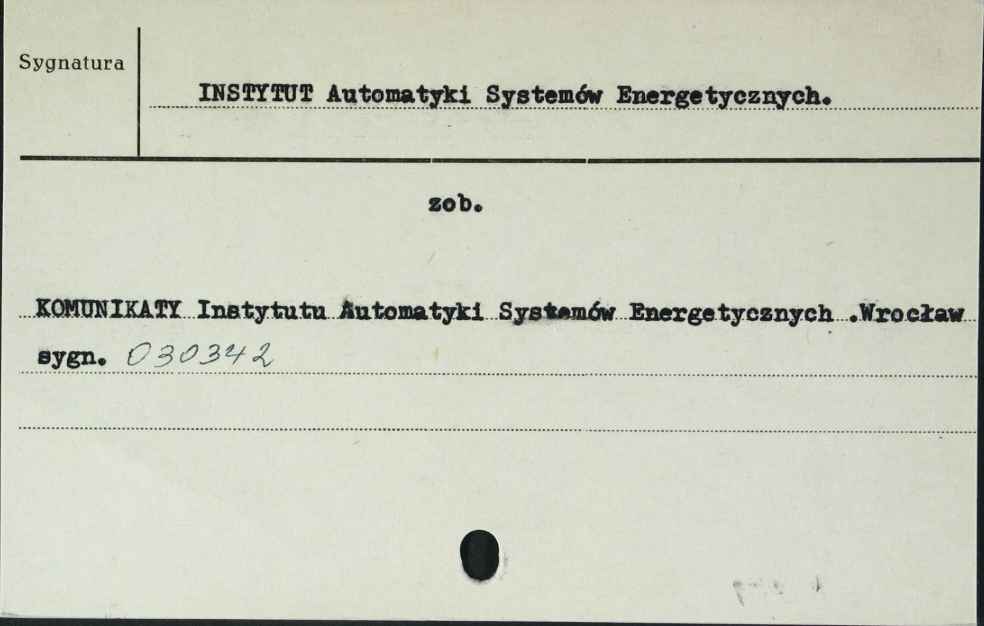 Sygnatura
INSTYTUT Automatyki Systemów Energetycznych.
zob.
KOMUNIKATY Instytutu Automatyki Systemów Energetycznych .Wrocław
sygn. 030342